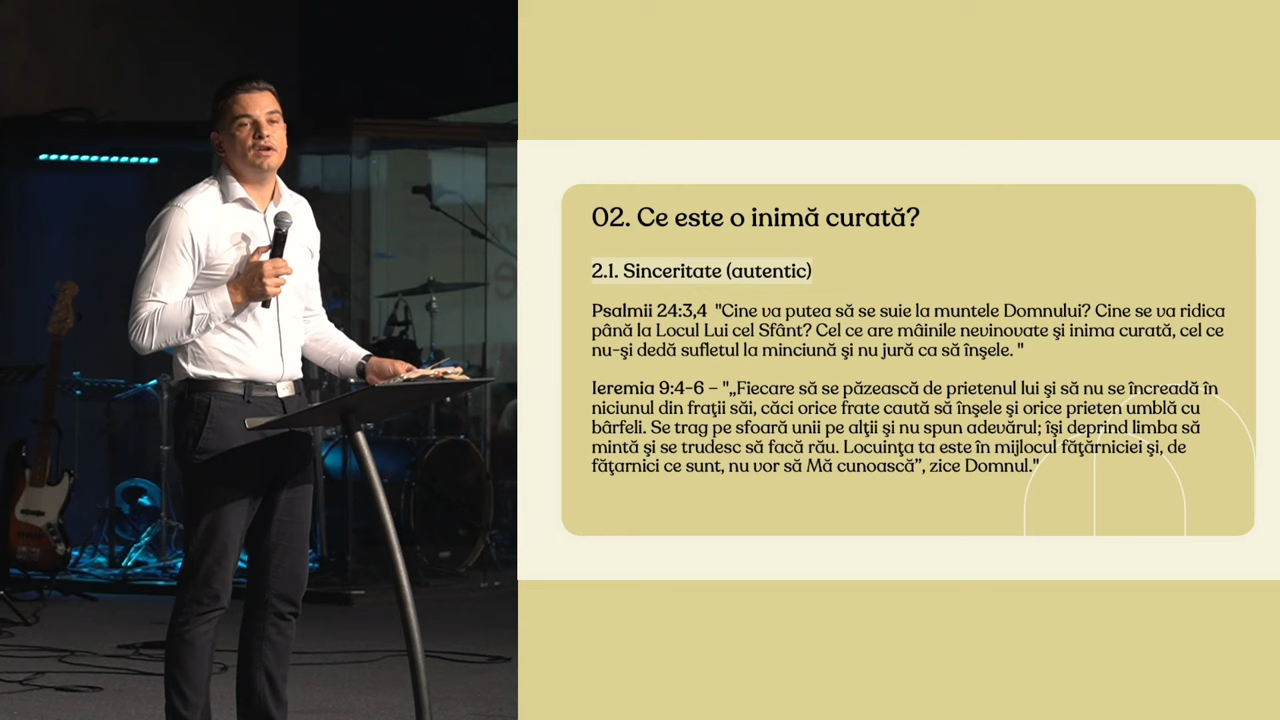 02. Ce este o inimă curată?
2.1. Sinceritate (autentic)
Psalmii 24:3,4 "Cine va putea să se suie la muntele Domnului? Cine se va ridica
până la Locul Lui cel Sfânt? Cel ce are mâinile nevinovate şi inima curată, cel ce
nu-şi dedă sufletul la minciună şi nu jură ca să înşele. "
Ieremia 9:4-6 – "„Fiecare să se păzească de prietenul lui şi să nu se încreadă în
niciunul din fraţii săi, căci orice frate caută să înşele şi orice prieten umblă cu
bârfeli. Se trag pe sfoară unii pe alţii şi nu spun adevărul; îşi deprind limba să
mintă şi se trudesc să facă rău. Locuinţa ta este în mijlocul făţărniciei şi, de
făţarnici ce sunt, nu vor să Mă cunoască”, zice Domnul."